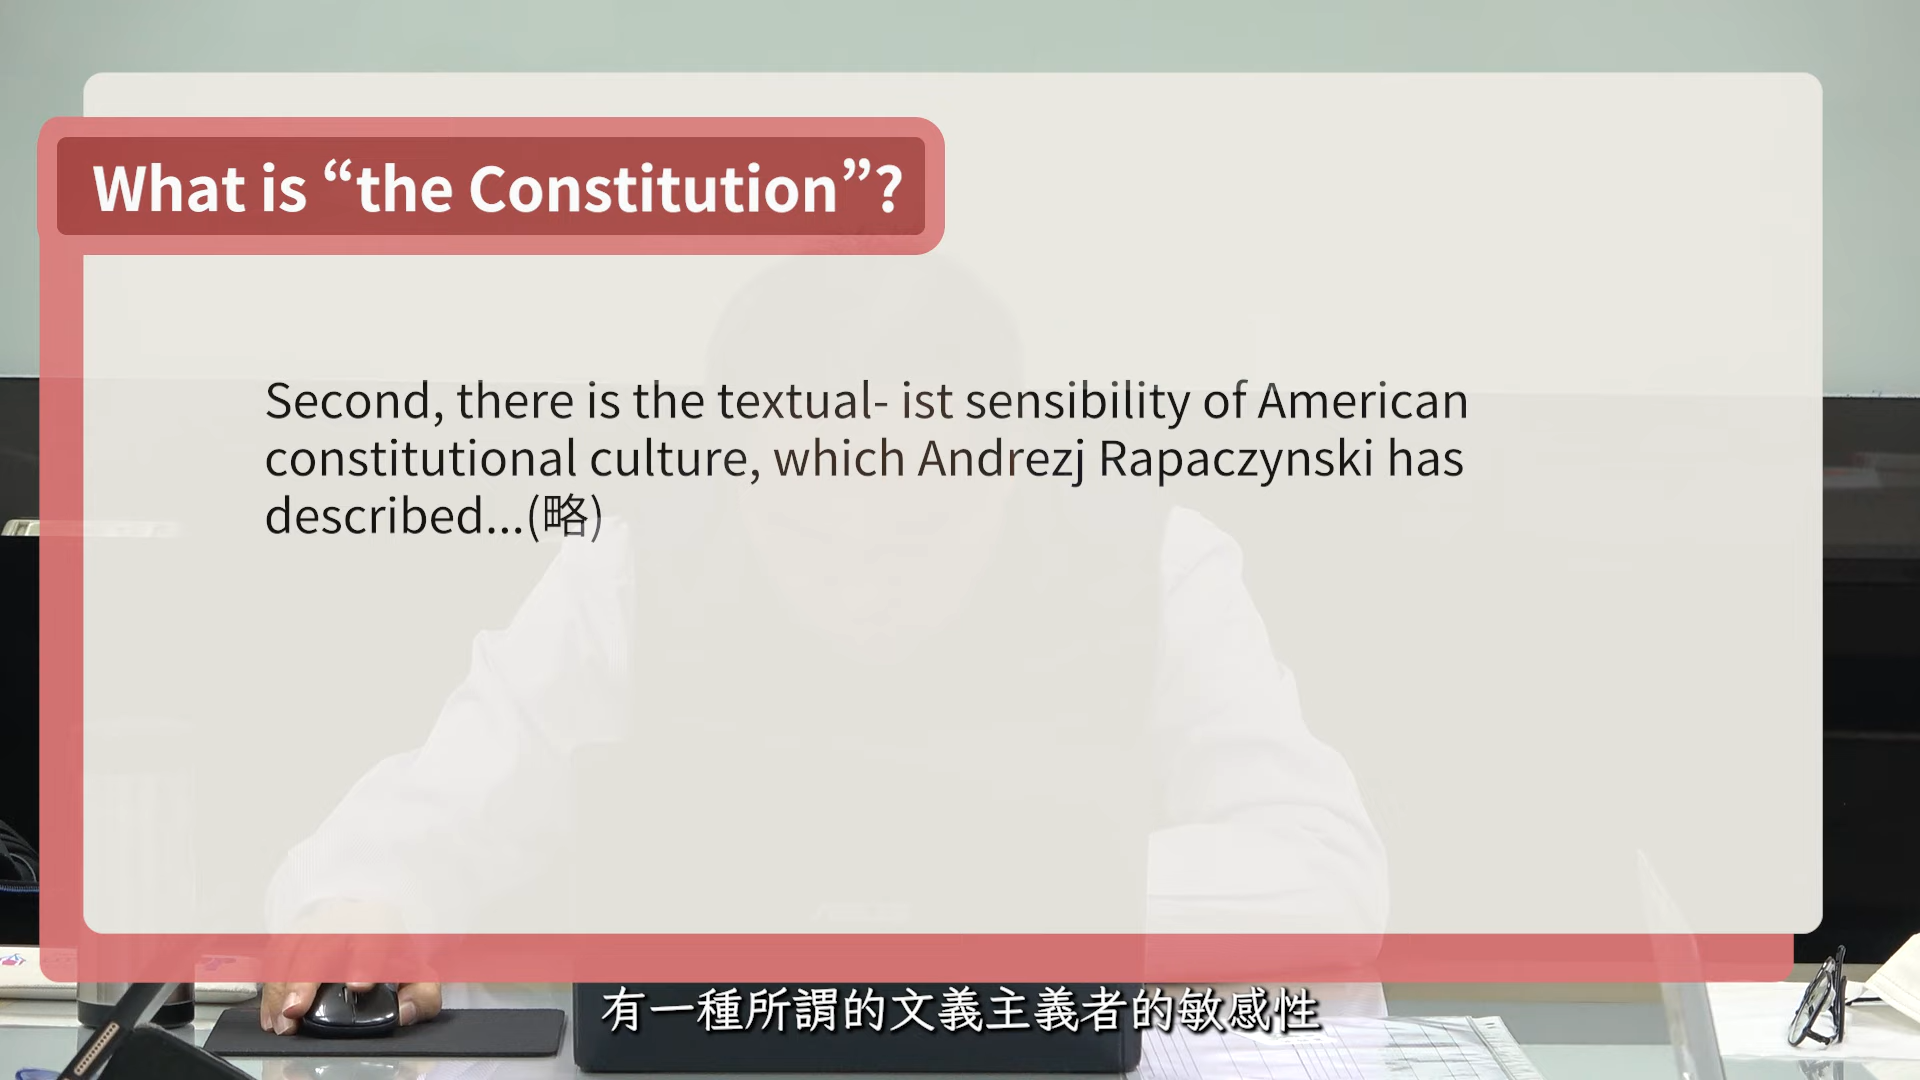 What is “the Constitution”?
Second, there is the textual- ist sensibility of American
constitutional culture, which Andrezj Rapaczynski has
described...(略)
有一種所謂的文義主義者的敏感性